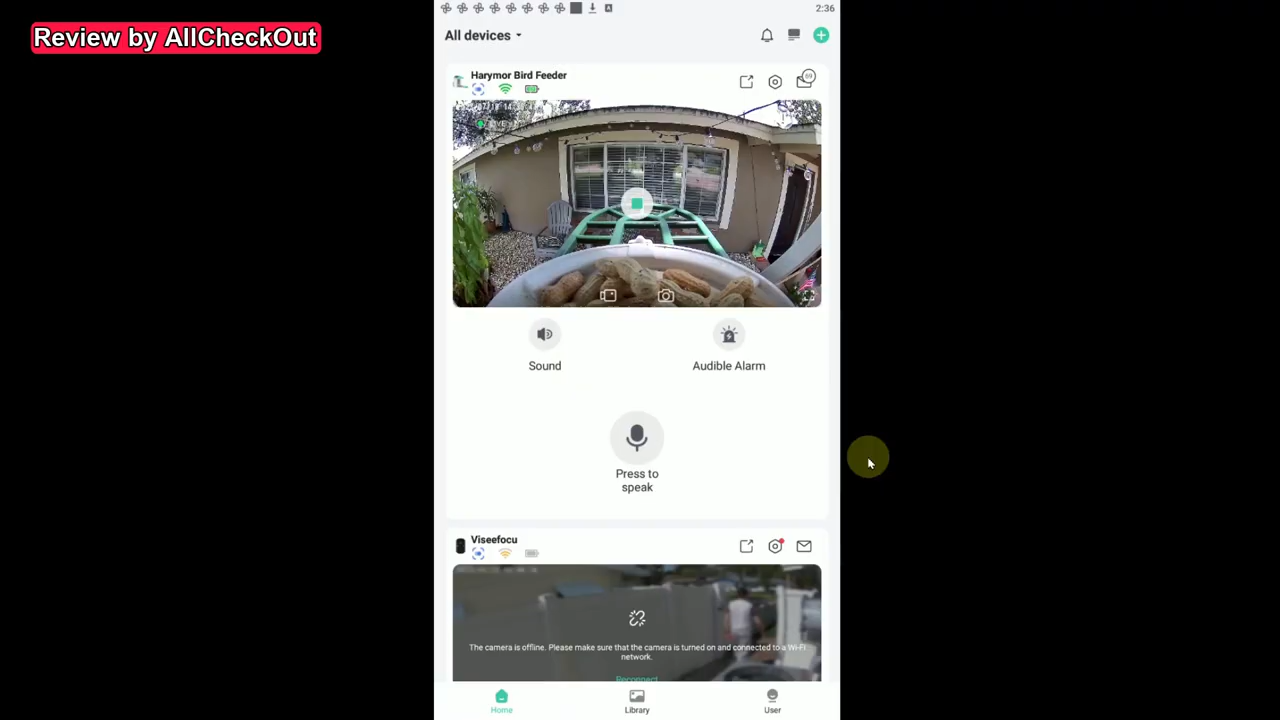 Review by AllCheckOut
2:36
All devices
Harymor Bird Feeder
69
Sound
Audible Alarm
Press to
speak
Viseefocu
The camera is offline. Please make sure that the camera is turned on and connected to a Wi-Fi
network.
Reconnect
Home
Library
User